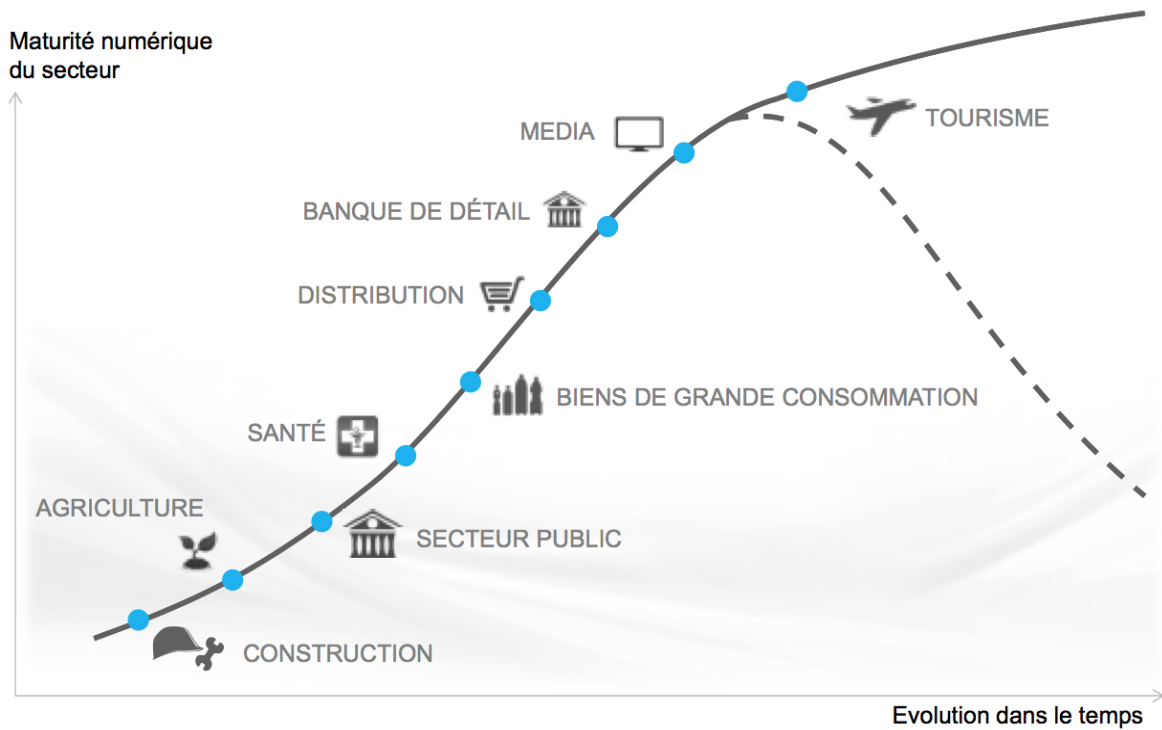 Maturité numérique
du secteur
TOURISME
MEDIA
BANQUE DE DÉTAIL
DISTRIBUTION
BIENS DE GRANDE CONSOMMATION
SANTÉ
AGRICULTURE
SECTEUR PUBLIC
CONSTRUCTION
Evolution dans le temps